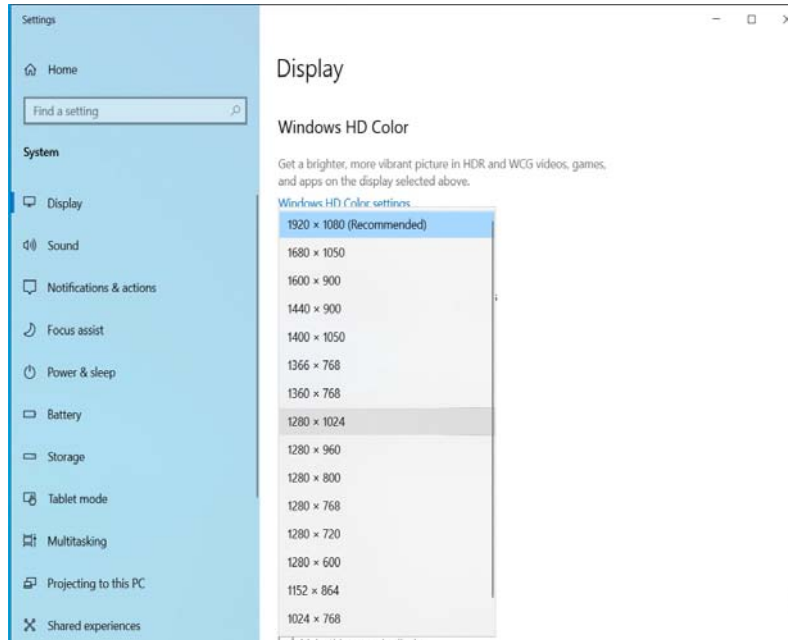 Settings
Home
Find a setting
System
Display
Sound
Notifications & actions
Focus assist
Power & sleep
Battery
Storage
Tablet mode
Multitasking
Projecting to this PC
Shared experiences
Display
Windows HD Color
Get a brighter, more vibrant picture in HDR and WCG videos, games,
and apps on the display selected above.
Windows HD Color settings
1920 × 1080 (Recommended)
1680 × 1050
1600 × 900
1440 × 900
1400 × 1050
1366 × 768
1360 × 768
1280 × 1024
1280 × 960
1280 × 800
1280 × 768
1280 × 720
1280 × 600
1152 × 864
1024 × 768